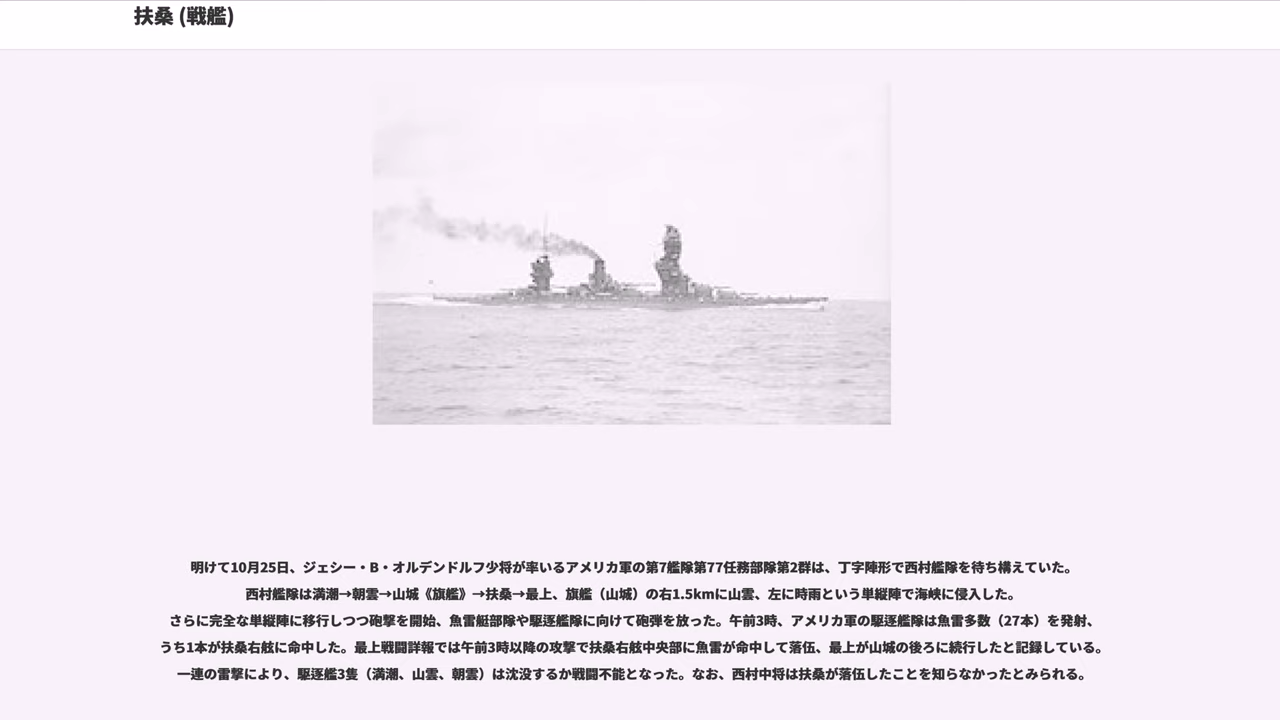 扶桑 (戦艦)
明けて10月25日、ジェシー・B・オルデンドルフ少将が率いるアメリカ軍の第7艦隊第77任務部隊第2群は、丁字陣形で西村艦隊を待ち構えていた。
西村艦隊は満潮→朝雲→山城《旗艦》→扶桑→最上、旗艦（山城）の右1.5kmに山雲、左に時雨という単縦陣で海峡に侵入した。
さらに完全な単縦陣に移行しつつ砲撃を開始、魚雷艇部隊や駆逐艦隊に向けて砲弾を放った。午前3時、アメリカ軍の駆逐艦隊は魚雷多数（27本）を発射、
うち1本が扶桑右舷に命中した。最上戦闘詳報では午前3時以降の攻撃で扶桑右舷中央部に魚雷が命中して落伍、最上が山城の後ろに続行したと記録している。
一連の雷撃により、駆逐艦3隻（満潮、山雲、朝雲）は沈没するか戦闘不能となった。なお、西村中将は扶桑が落伍したことを知らなかったとみられる。